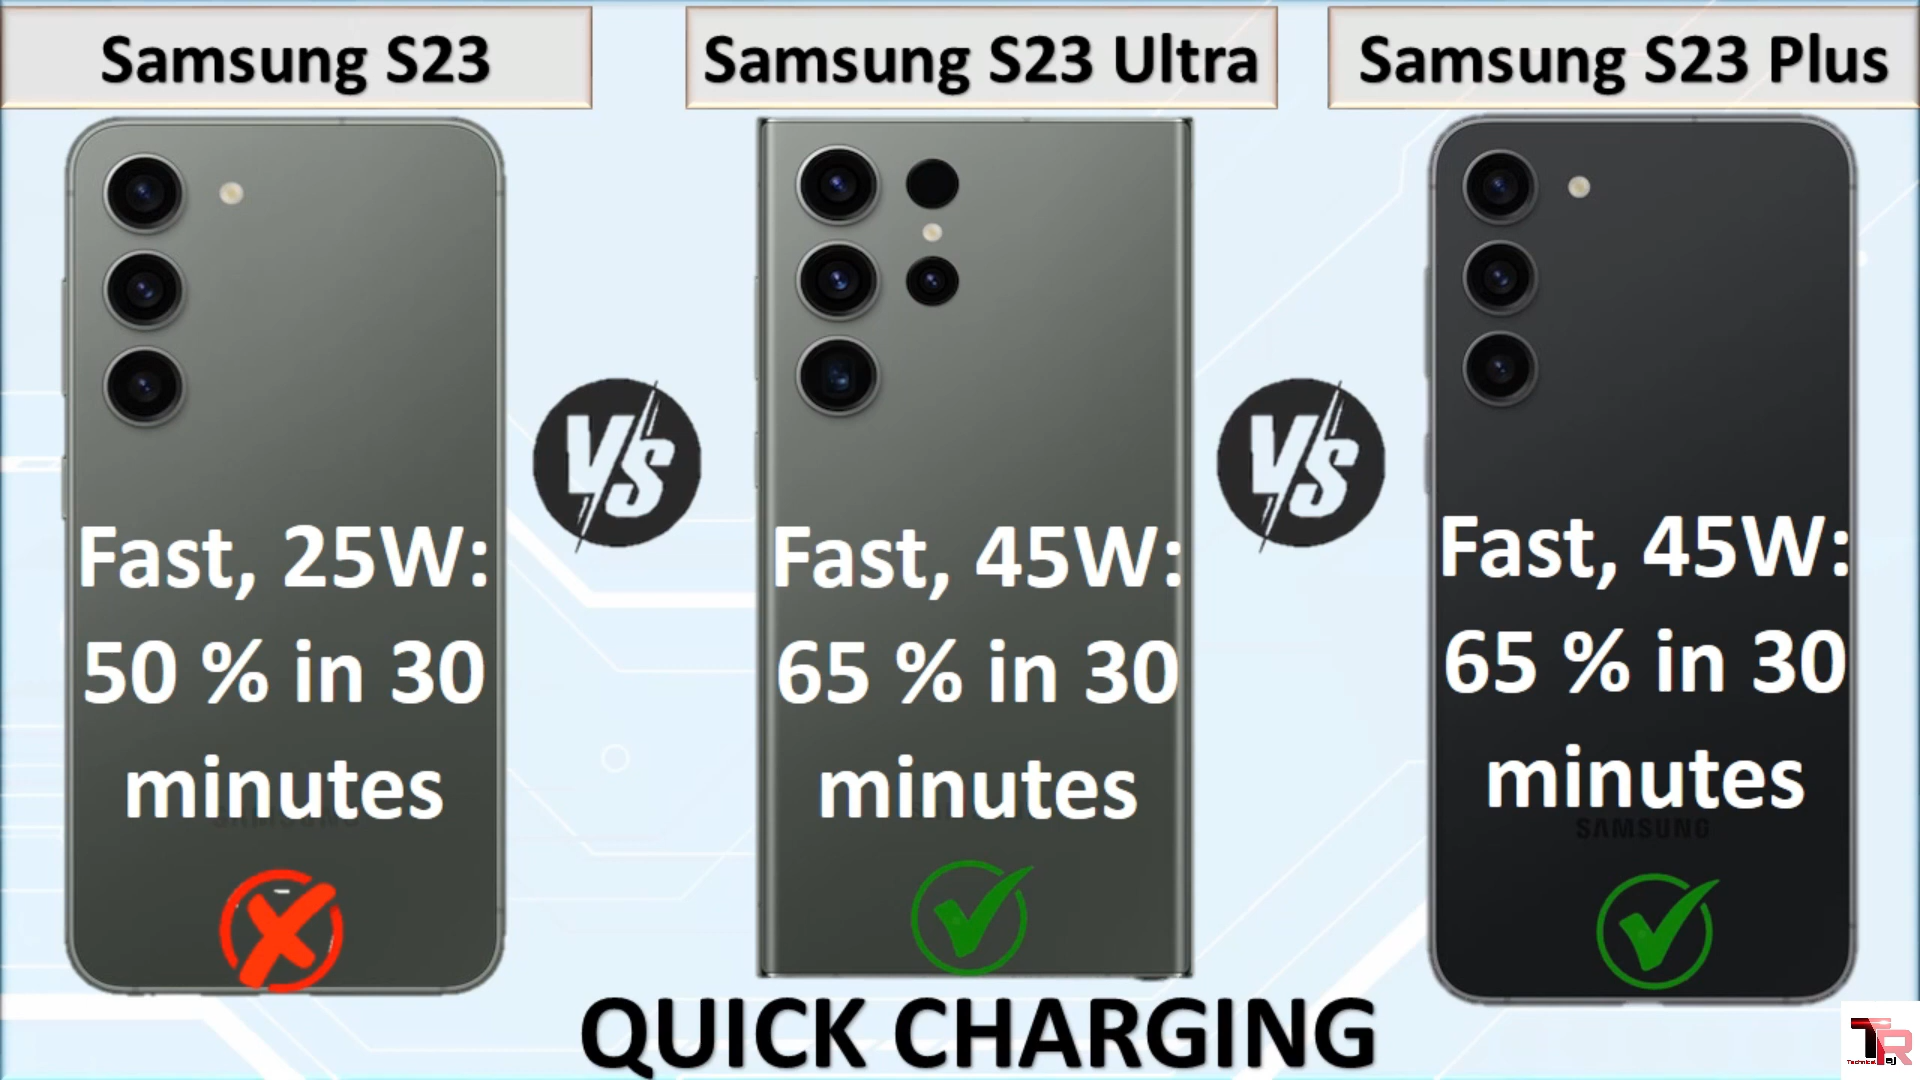 Samsung S23
Samsung S23 Ultra
Samsung S23 Plus
VS
VS
Fast, 25W:
50 % in 30
minutes
Fast, 45W:
65 % in 30
minutes
Fast, 45W:
65 % in 30
minutes
SAMSUNG
QUICK CHARGING
TR